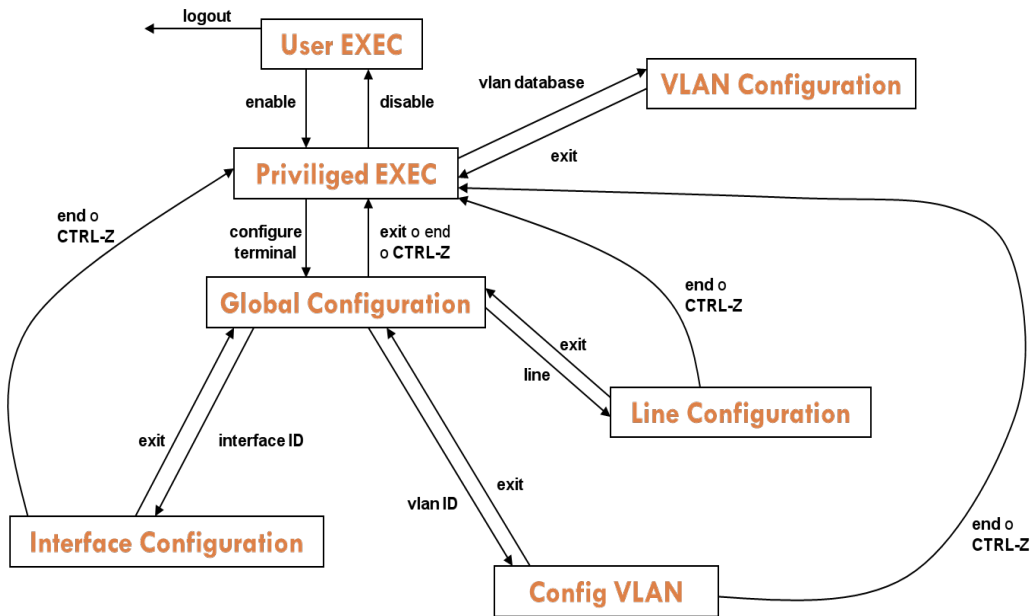 logout
User EXEC
enable
disable
vlan database
VLAN Configuration
exit
Priviliged EXEC
end o
CTRL-Z
configure
terminal
exit o end
o CTRL-Z
Global Configuration
end o
CTRL-Z
exit
line
Line Configuration
exit
interface ID
vlan ID
exit
Interface Configuration
end o
CTRL-Z
Config VLAN